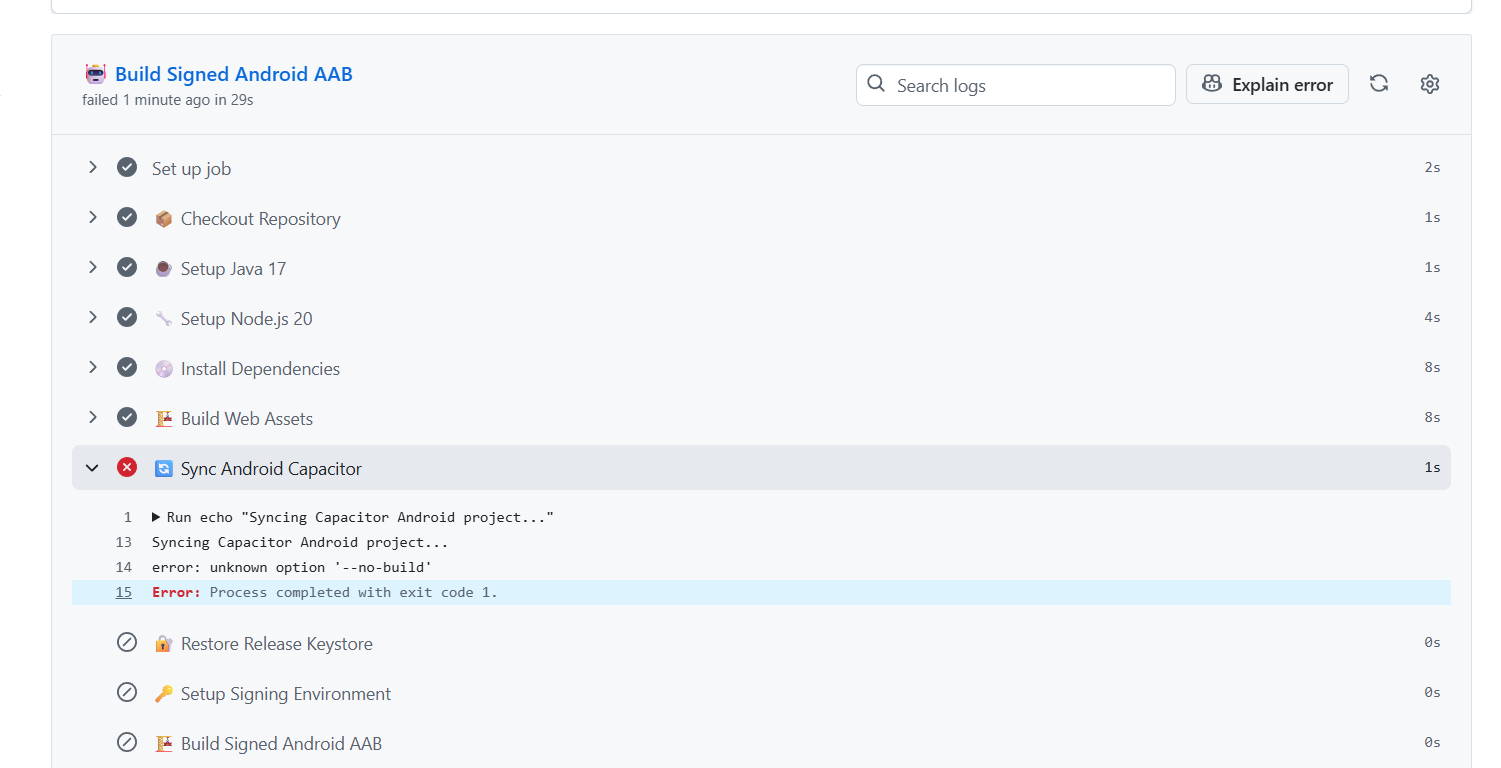 Build Signed Android AAB
failed 1 minute ago in 29s
Search logs
Explain error
Set up job 2s
Checkout Repository 1s
Setup Java 17 1s
Setup Node.js 20 4s
Install Dependencies 8s
Build Web Assets 8s
Sync Android Capacitor 1s
1 Run echo "Syncing Capacitor Android project..."
13 Syncing Capacitor Android project...
14 error: unknown option '--no-build'
15 Error: Process completed with exit code 1.
Restore Release Keystore 0s
Setup Signing Environment 0s
Build Signed Android AAB 0s